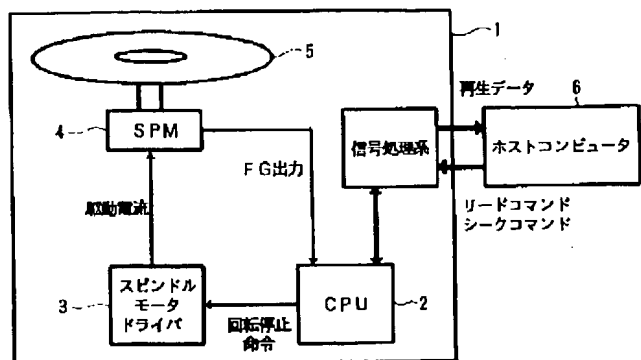 5
1
再生データ
6
4
SPM
信号処理系
ホストコンピュータ
FG出力
駆動電流
リードコマンド
シークコマンド
3
スピンドル
モータ
ドライバ
CPU
2
回転停止
命令